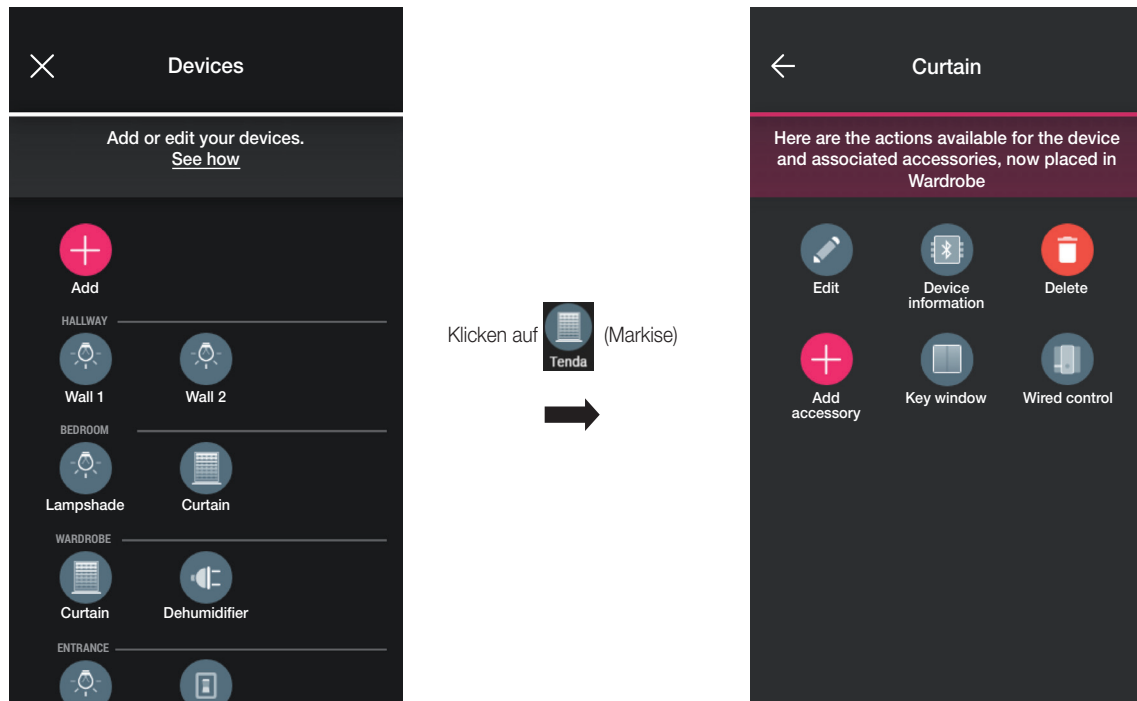 Devices
Add or edit your devices.
See how
Add
HALLWAY
Wall 1
Wall 2
BEDROOM
Lampshade
Curtain
WARDROBE
Curtain
Dehumidifier
ENTRANCE
Klicken auf
Tenda
(Markise)
Curtain
Here are the actions available for the device
and associated accessories, now placed in
Wardrobe
Edit
Device
information
Delete
Add
accessory
Key window
Wired control